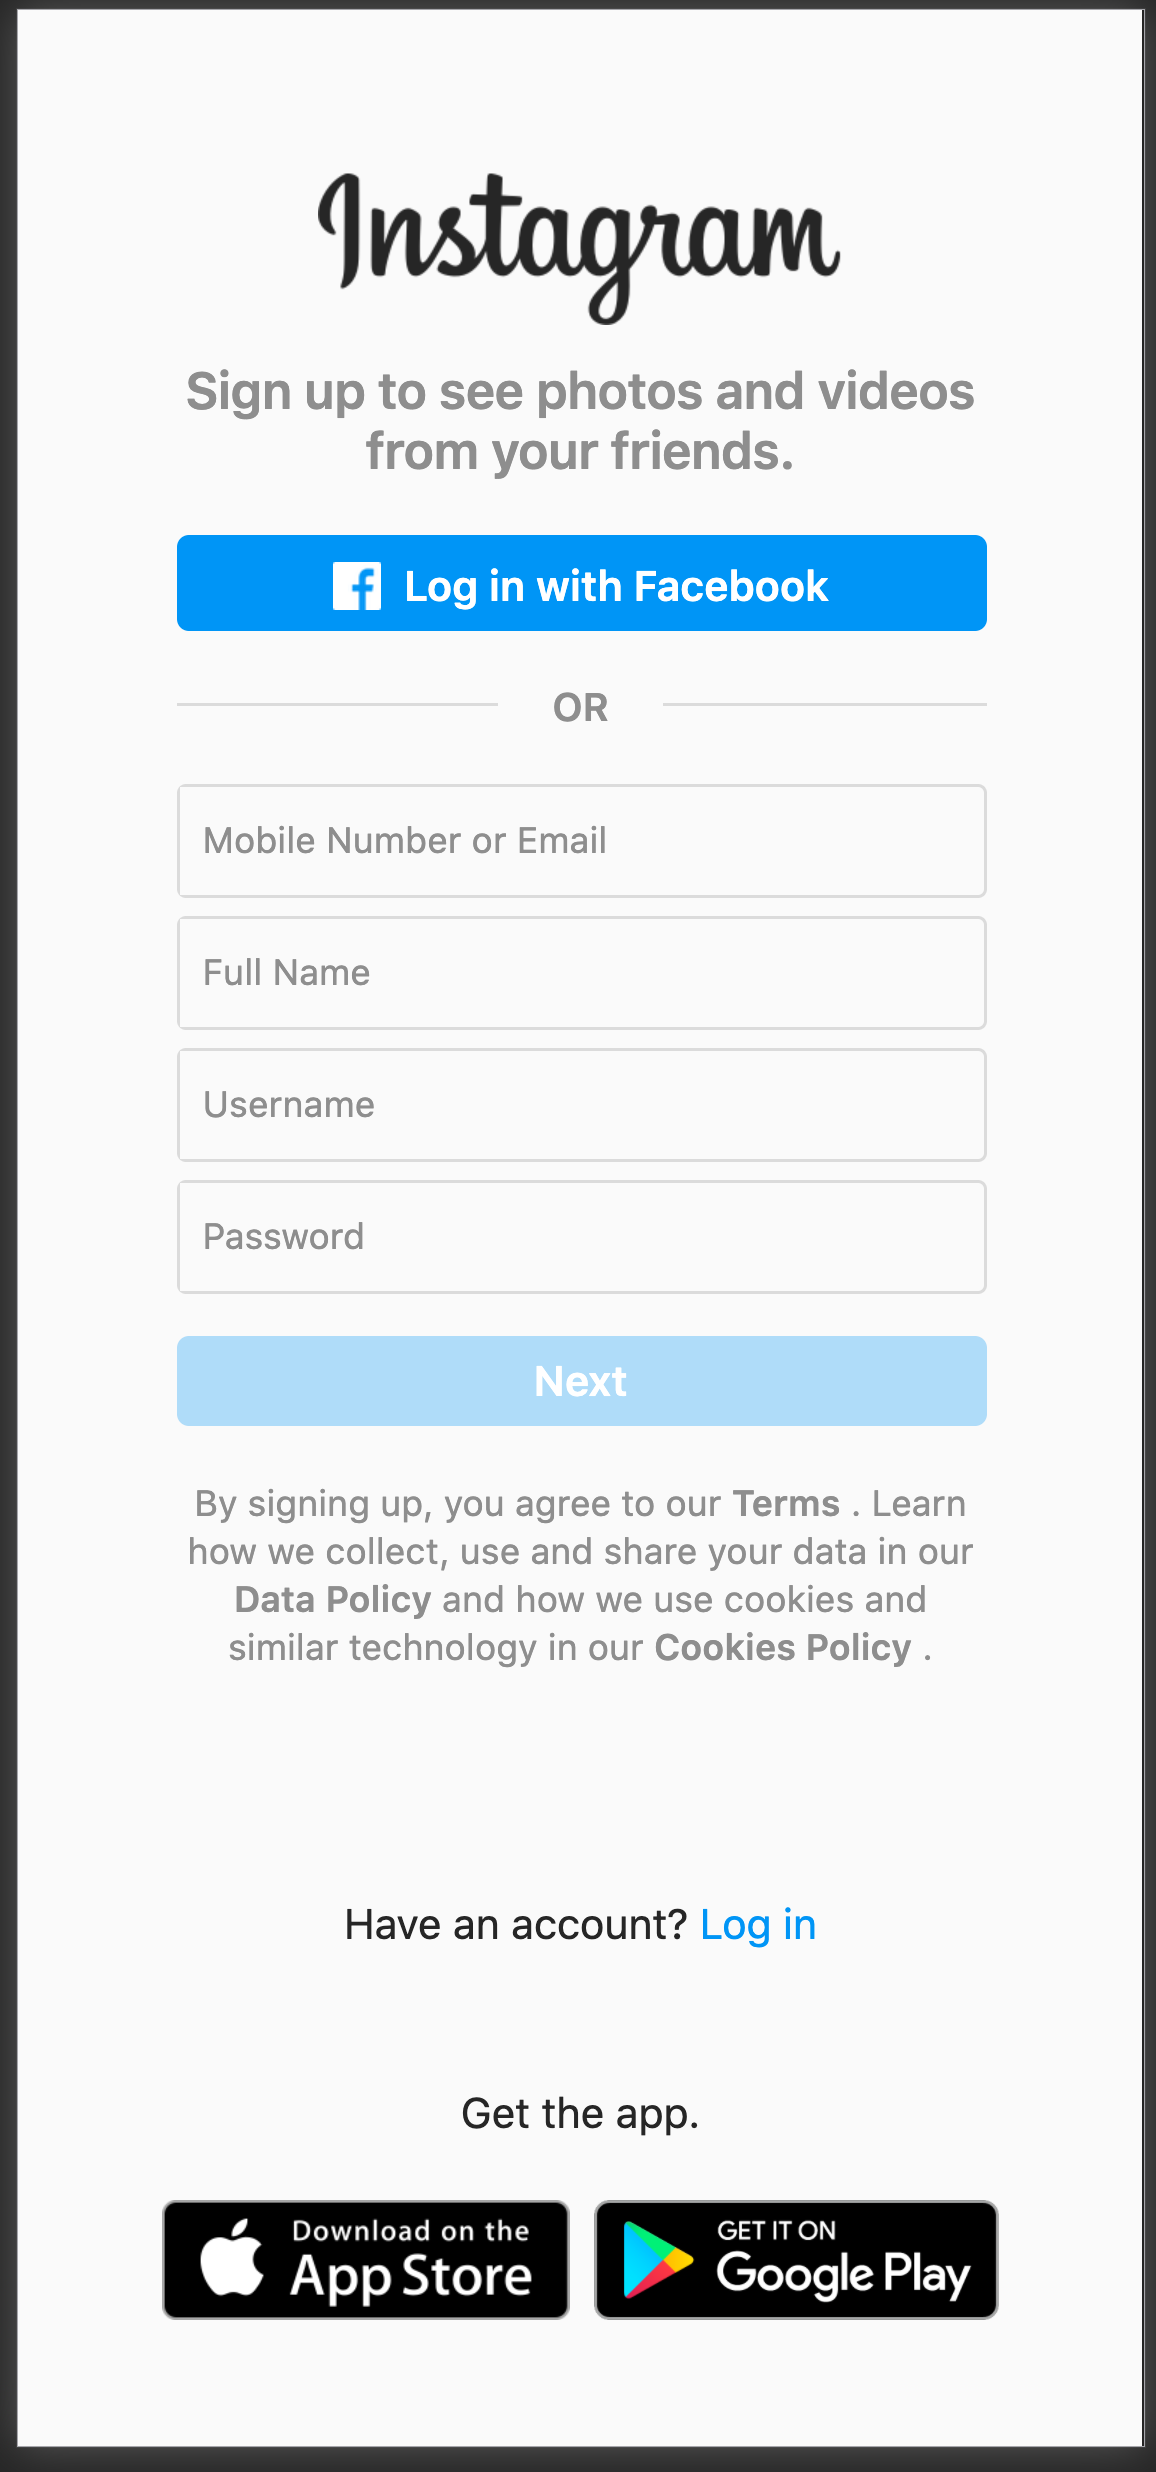 Instagram
Sign up to see photos and videos
from your friends.
Log in with Facebook
OR
Mobile Number or Email
Full Name
Username
Password
Next
By signing up, you agree to our Terms . Learn
how we collect, use and share your data in our
Data Policy and how we use cookies and
similar technology in our Cookies Policy .
Have an account? Log in
Get the app.
Download on the
App Store
GET IT ON
Google Play